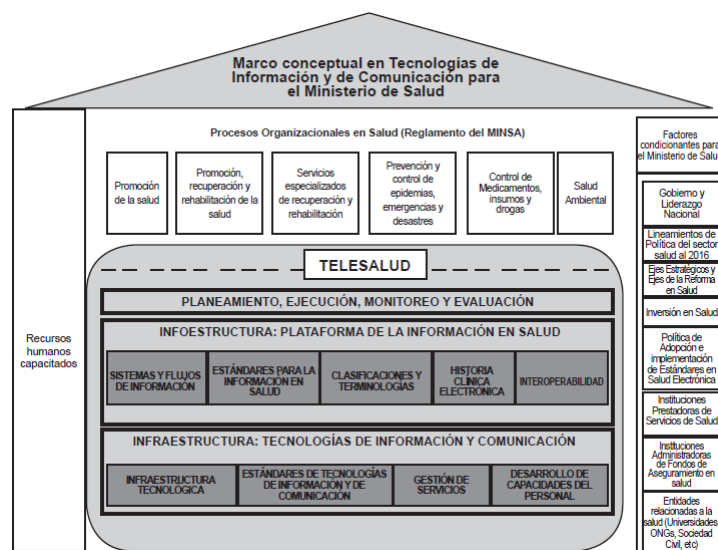 Marco conceptual en Tecnologías de
Información y de Comunicación para
el Ministerio de Salud
Procesos Organizacionales en Salud (Reglamento del MINSA)
Promoción
de la salud
Promoción,
recuperación y
rehabilitación de la
salud
Servicios
especializados
de recuperación y
rehabilitación
Prevención y
control de
epidemias,
emergencias y
desastres
Control de
Medicamentos,
insumos y
drogas
Salud
Ambiental
TELESALUD
PLANEAMIENTO, EJECUCIÓN, MONITOREO Y EVALUACIÓN
INFOESTRUCTURA: PLATAFORMA DE LA INFORMACIÓN EN SALUD
SISTEMAS Y FLUJOS
DE INFORMACIÓN
ESTÁNDARES PARA LA
INFORMACIÓN EN
SALUD
CLASIFICACIONES Y
TERMINOLOGÍAS
HISTORIA
CLÍNICA
ELECTRÓNICA
INTEROPERABILIDAD
INFRAESTRUCTURA: TECNOLOGÍAS DE INFORMACIÓN Y COMUNICACIÓN
INFRAESTRUCTURA
TECNOLÓGICA
ESTÁNDARES DE TECNOLOGÍAS
DE INFORMACIÓN Y DE
COMUNICACIÓN
GESTIÓN DE
SERVICIOS
DESARROLLO DE
CAPACIDADES DEL
PERSONAL
Recursos
humanos
capacitados
Factores
condicionantes para
el Ministerio de Salu
Gobierno y
Liderazgo
Nacional
Lineamientos de
Política del sector
salud al 2016
Ejes Estratégicos y
Ejes de la Reforma
en Salud
Inversión en Salud
Política de
Adopción e
implementación
de Estándares en
Salud Electrónica
Instituciones
Prestadoras de
Servicios de Salud
Instituciones
Administradoras
de Fondos de
Aseguramiento en
salud
Entidades
relacionadas a la
salud (Universidades
ONGs, Sociedad
Civil, etc)